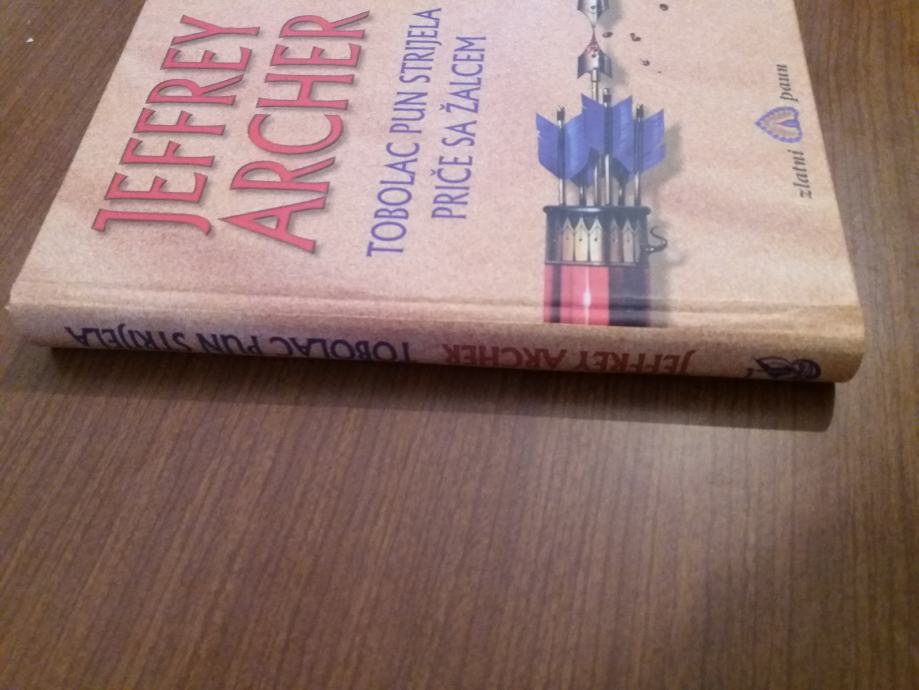 JEFFREY
ARCHER
TOBOLAC PUN STRIJELA
PRIČE SA ŽALCEM
zlatni paun
JEFFREY ARCHER TOBOLAC PUN STRIJELA